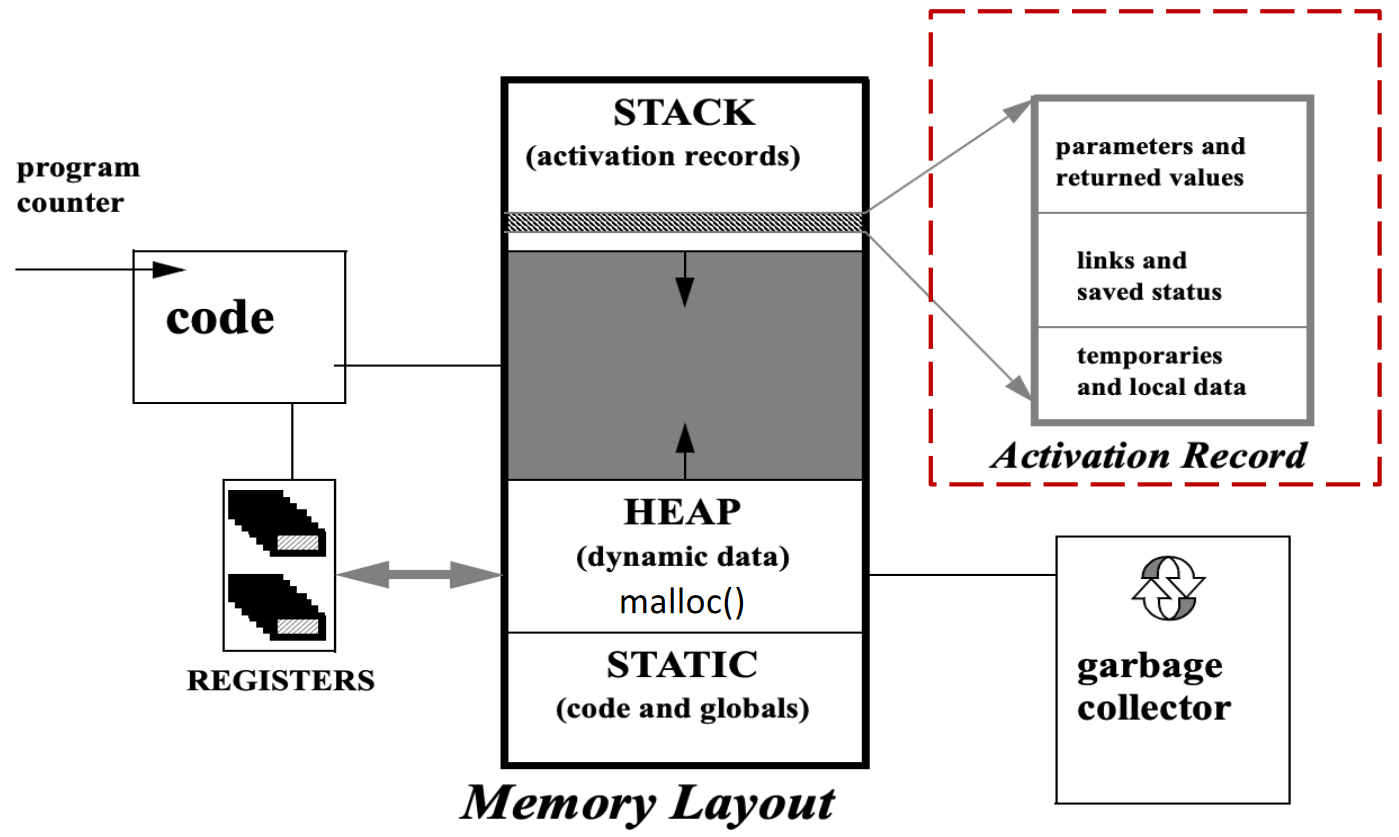 program
counter
code
REGISTERS
STACK
(activation records)
HEAP
(dynamic data)
malloc()
STATIC
(code and globals)
Memory Layout
parameters and
returned values
links and
saved status
temporaries
and local data
Activation Record
garbage
collector